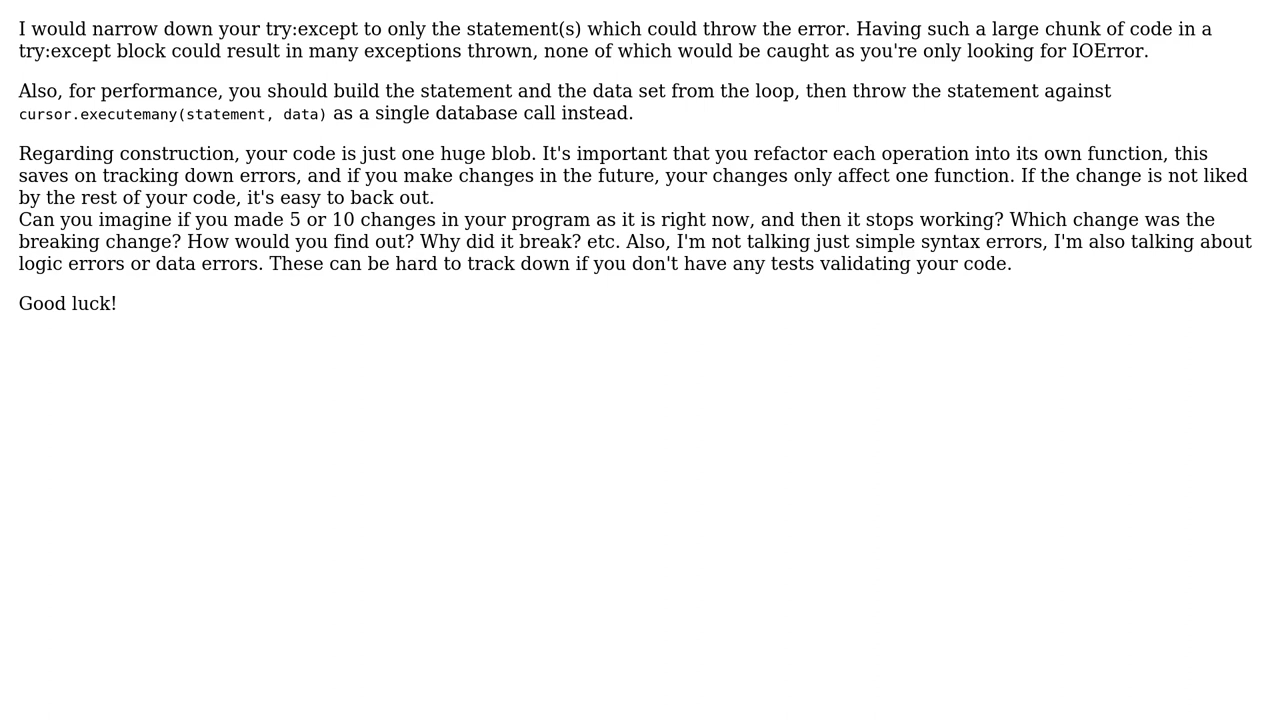 I would narrow down your try:except to only the statement(s) which could throw the error. Having such a large chunk of code in a
try:except block could result in many exceptions thrown, none of which would be caught as you're only looking for IOError.
Also, for performance, you should build the statement and the data set from the loop, then throw the statement against
cursor.executemany(statement, data) as a single database call instead.
Regarding construction, your code is just one huge blob. It's important that you refactor each operation into its own function, this
saves on tracking down errors, and if you make changes in the future, your changes only affect one function. If the change is not liked
by the rest of your code, it's easy to back out.
Can you imagine if you made 5 or 10 changes in your program as it is right now, and then it stops working? Which change was the
breaking change? How would you find out? Why did it break? etc. Also, I'm not talking just simple syntax errors, I'm also talking about
logic errors or data errors. These can be hard to track down if you don't have any tests validating your code.
Good luck!